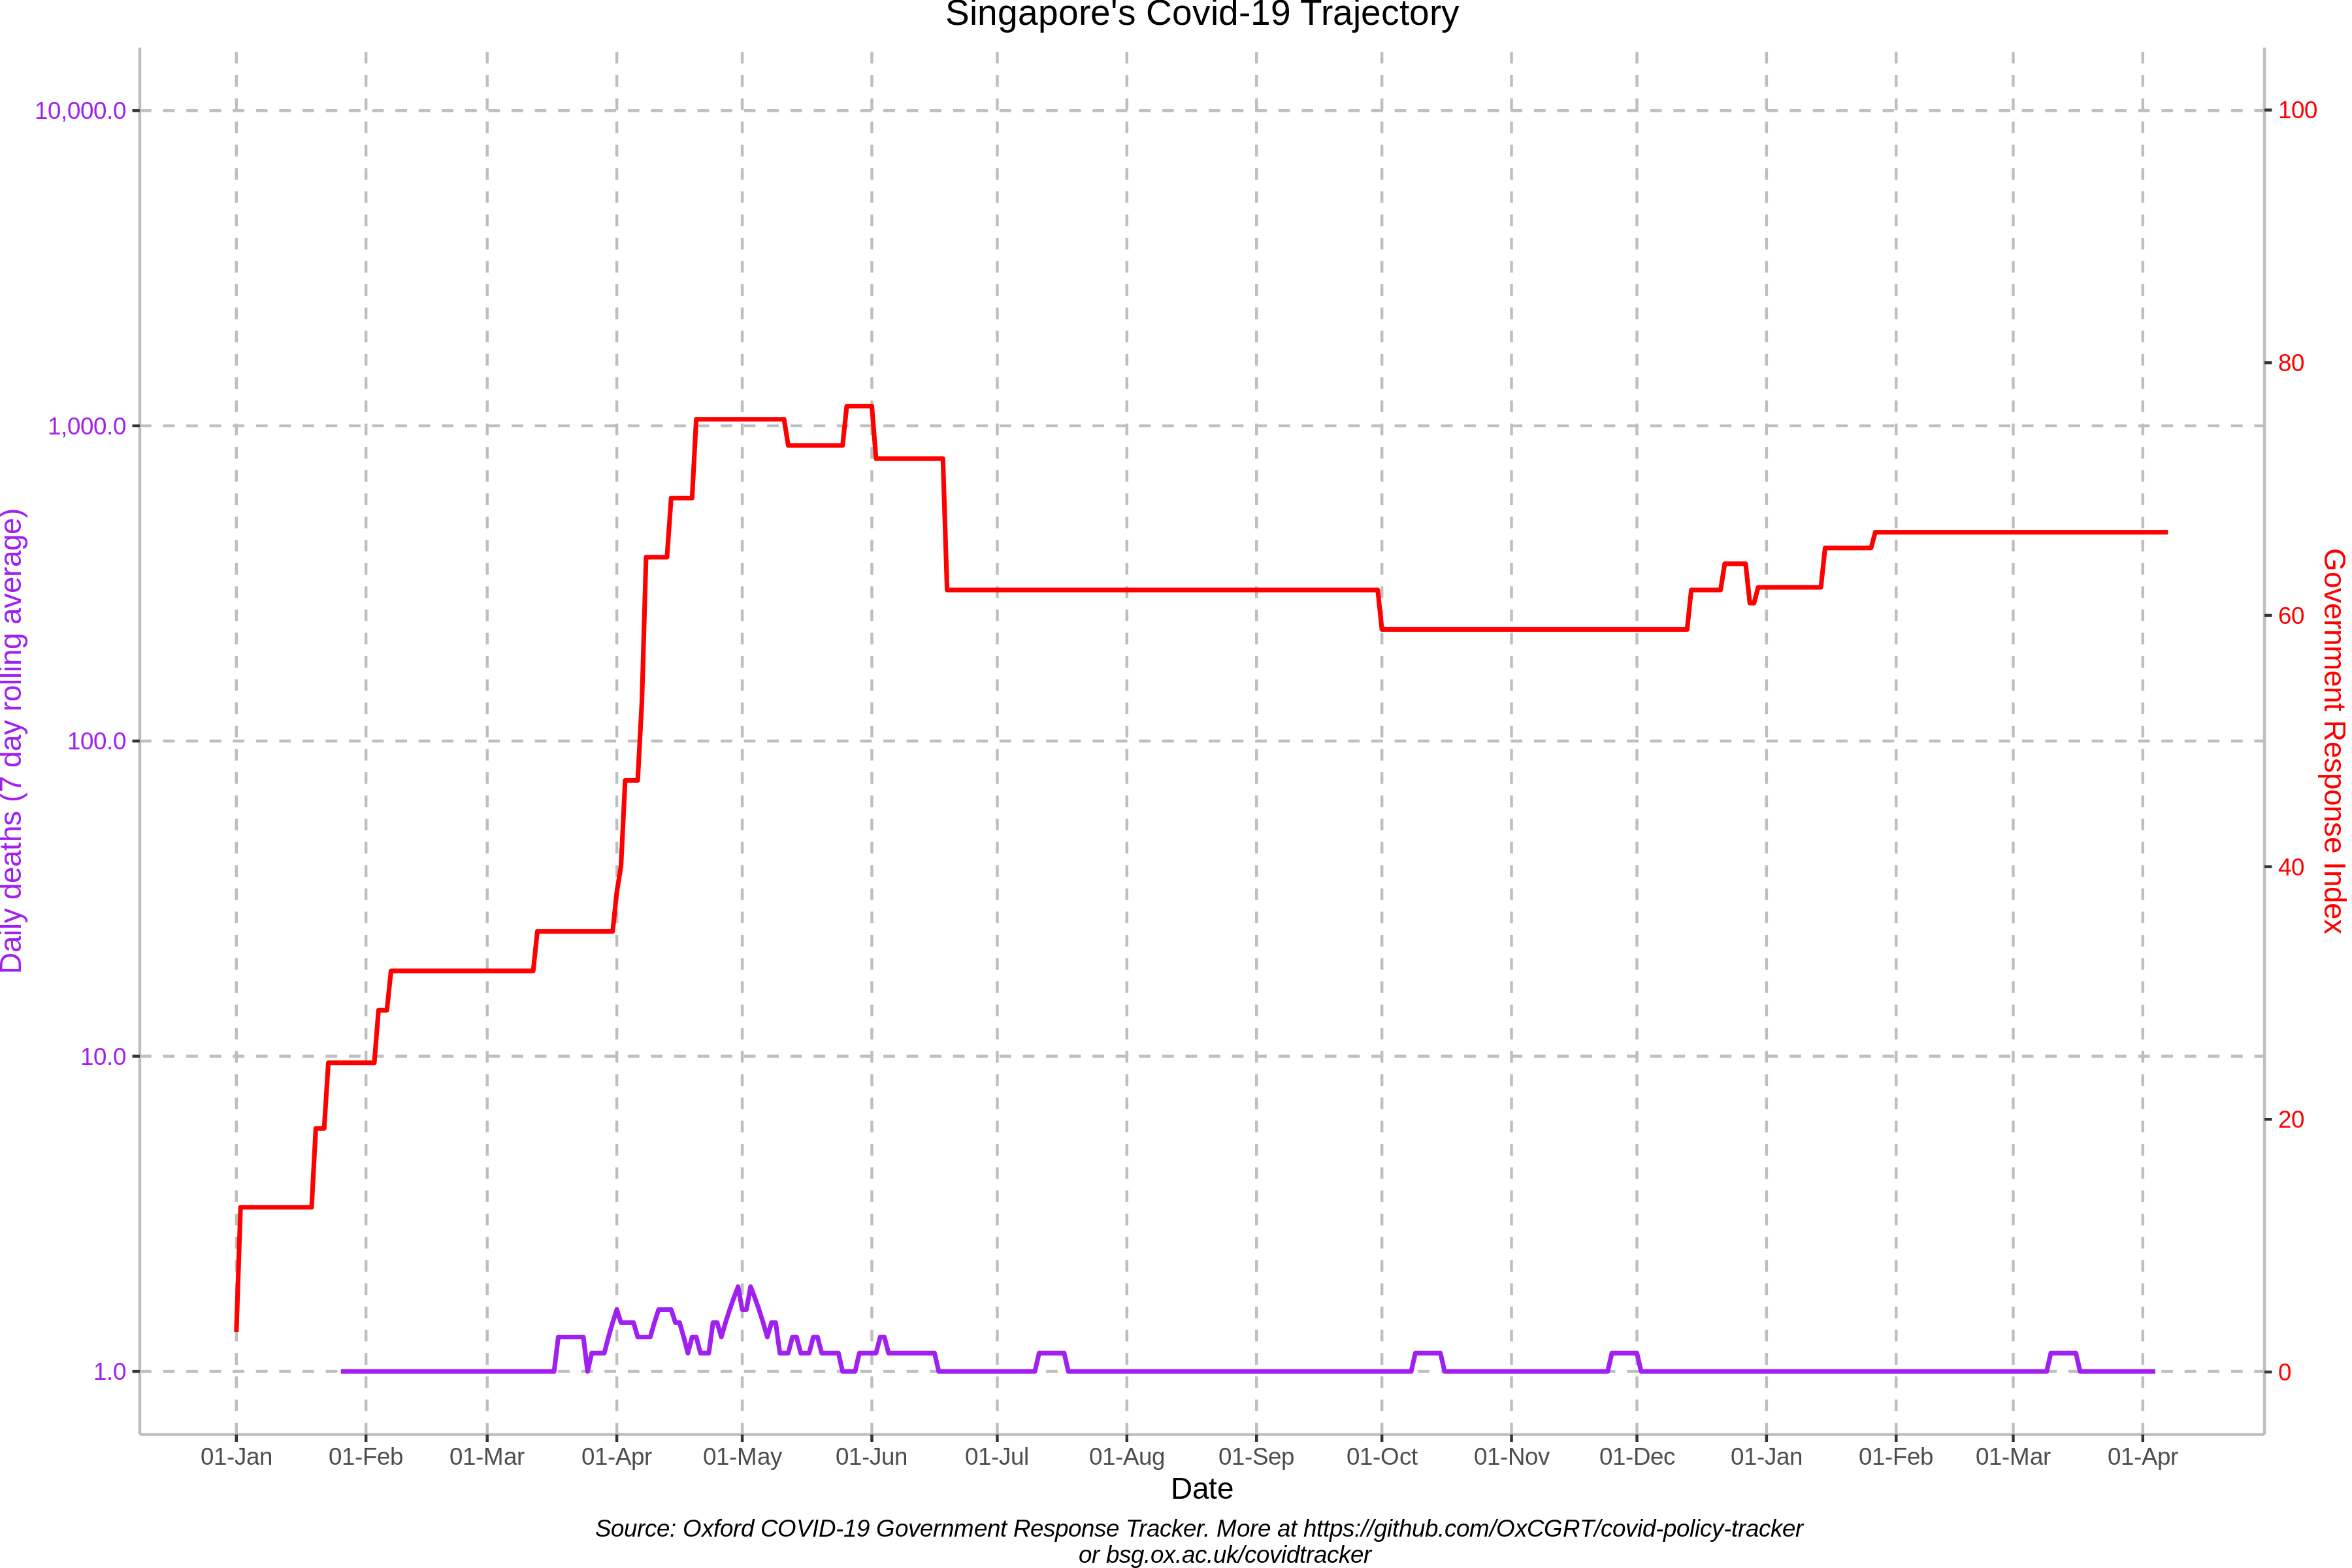 Singapore's Covid-19 Trajectory
10,000.0
1,000.0
100.0
10.0
1.0
Daily deaths (7 day rolling average)
100
80
60
40
20
0
Government Response Index
01-Jan 01-Feb 01-Mar 01-Apr 01-May 01-Jun 01-Jul 01-Aug 01-Sep 01-Oct 01-Nov 01-Dec 01-Jan 01-Feb 01-Mar 01-Apr
Date
Source: Oxford COVID-19 Government Response Tracker. More at https://github.com/OxCGRT/covid-policy-tracker
or bsg.ox.ac.uk/covidtracker